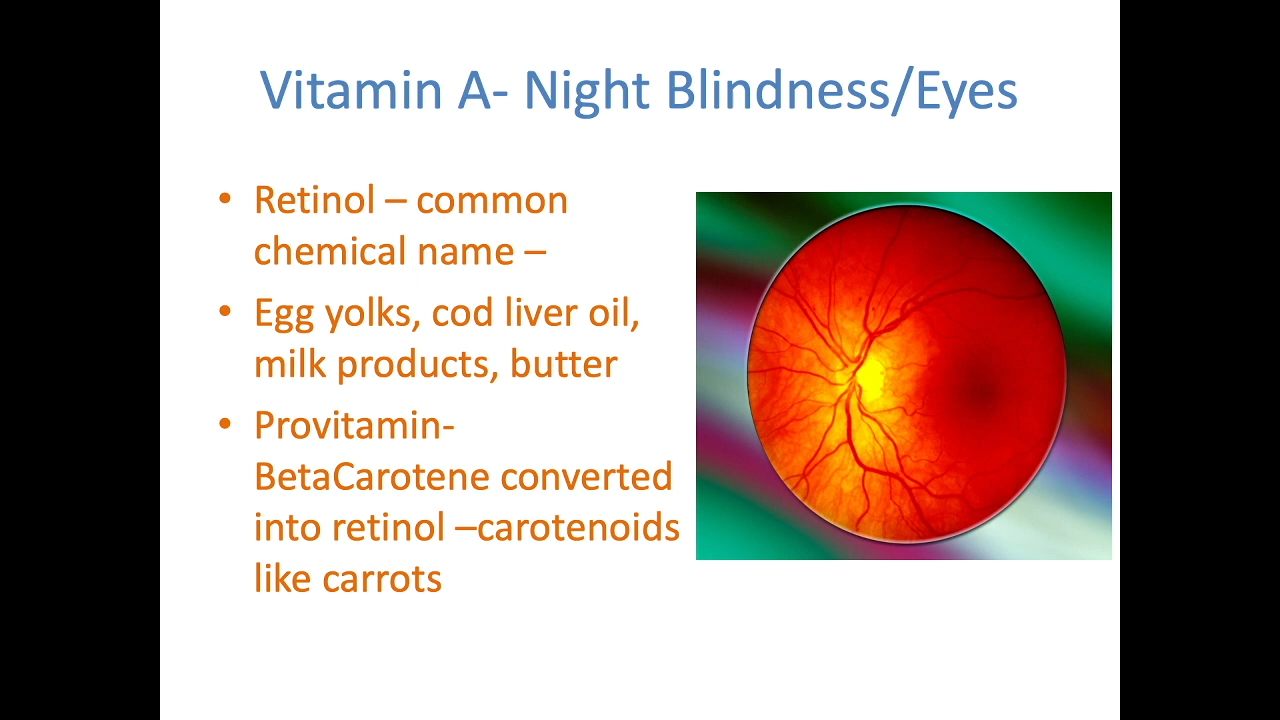 Vitamin A- Night Blindness/Eyes
• Retinol – common
chemical name –
• Egg yolks, cod liver oil,
milk products, butter
• Provitamin-
BetaCarotene converted
into retinol –carotenoids
like carrots